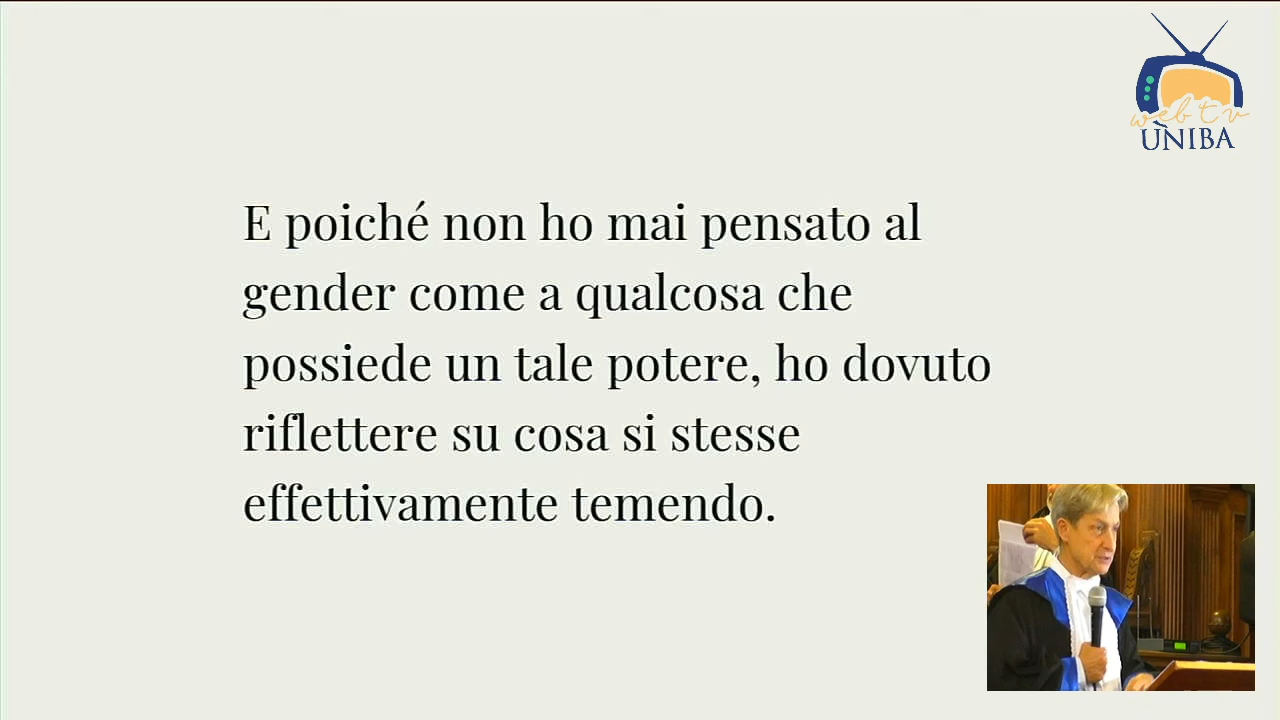 web tv
UNIBA
E poiché non ho mai pensato al
gender come a qualcosa che
possiede un tale potere, ho dovuto
riflettere su cosa si stesse
effettivamente temendo.